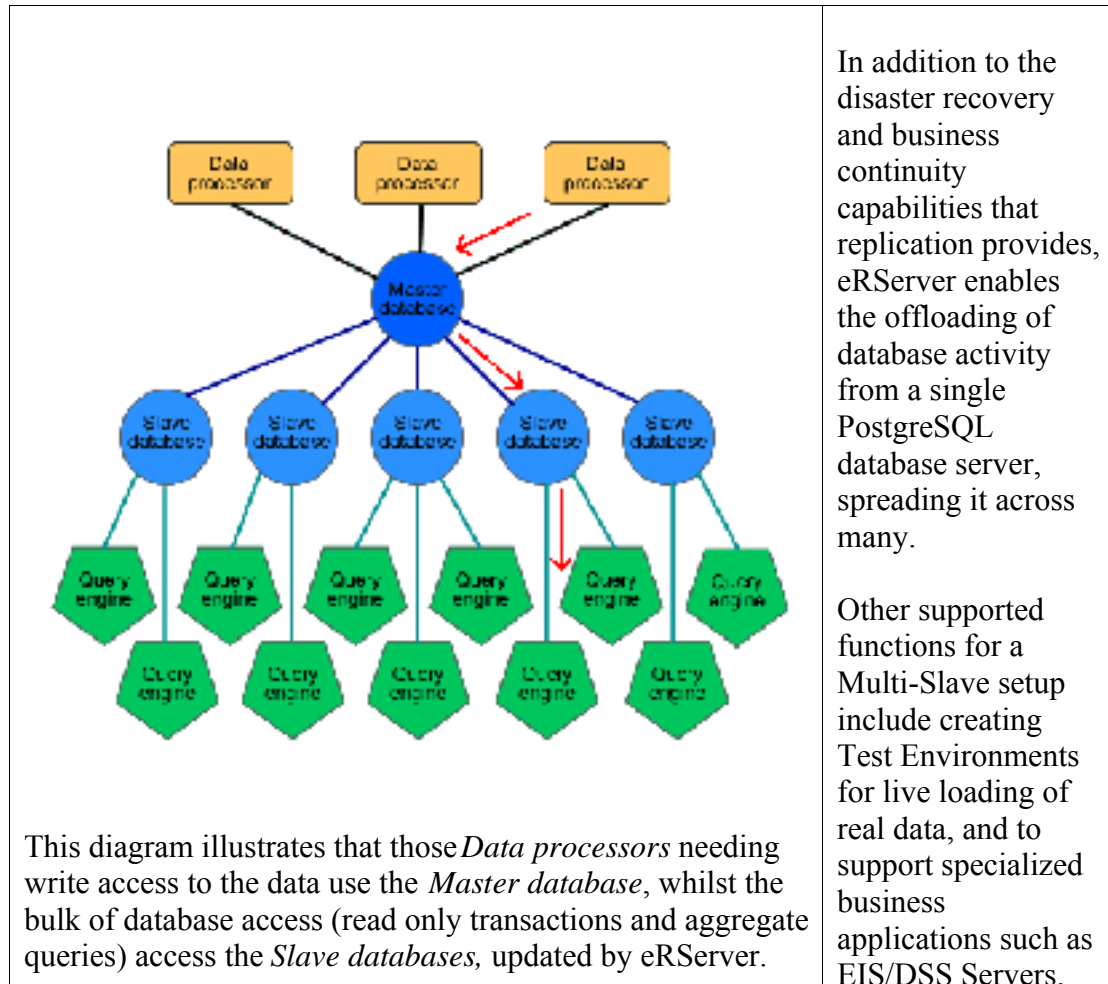 Data
processor
Data
processor
Data
processor
Master
database
Slave
database
Slave
database
Slave
database
Slave
database
Slave
database
Query
engine
Query
engine
Query
engine
Query
engine
Query
engine
Query
engine
Query
engine
Query
engine
Query
engine
Query
engine
Query
engine
This diagram illustrates that those Data processors needing
write access to the data use the Master database, whilst the
bulk of database access (read only transactions and aggregate
queries) access the Slave databases, updated by eRServer.
In addition to the
disaster recovery
and business
continuity
capabilities that
replication provides,
eRServer enables
the offloading of
database activity
from a single
PostgreSQL
database server,
spreading it across
many.
Other supported
functions for a
Multi-Slave setup
include creating
Test Environments
for live loading of
real data, and to
support specialized
business
applications such as
EIS/DSS Servers.